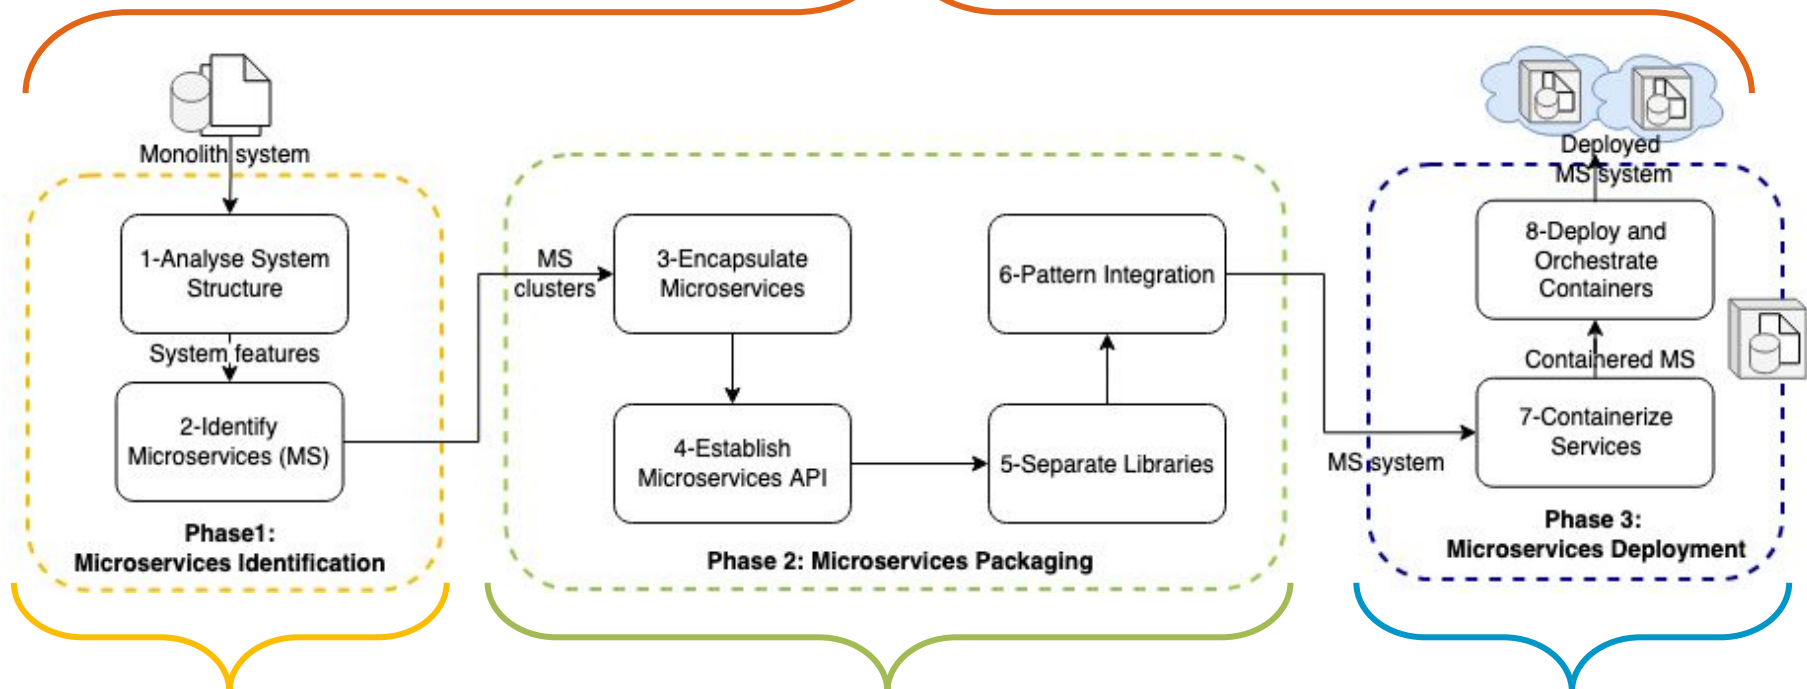 Monolith system
1-Analyse System
Structure
System features
2-Identify
Microservices (MS)
Phase1:
Microservices Identification
MS
clusters
3-Encapsulate
Microservices
4-Establish
Microservices API
5-Separate Libraries
6-Pattern Integration
Phase 2: Microservices Packaging
MS system
7-Containerize
Services
Containered MS
8-Deploy and
Orchestrate
Containers
Deployed
MS system
Phase 3:
Microservices Deployment